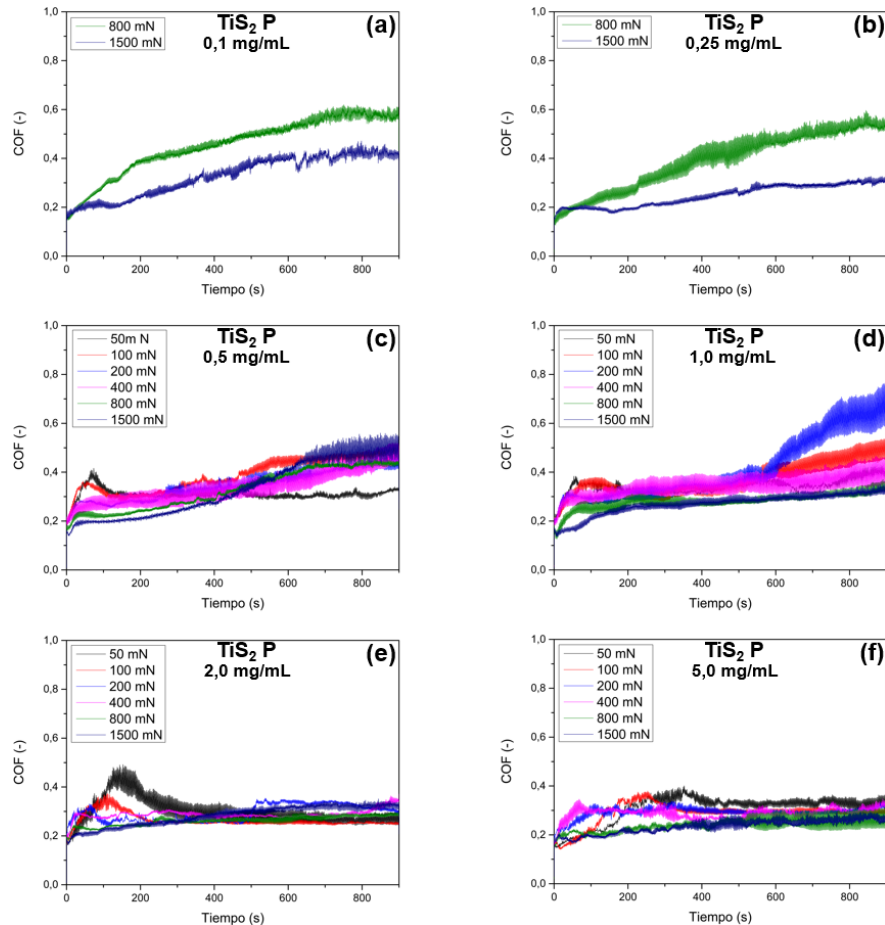 TiS₂ P
0,1 mg/mL
(a)
800 mN
1500 mN
1,0
0,8
0,6
0,4
0,2
0,0
COF (-)
0
200
400
600
800
Tiempo (s)
TiS₂ P
0,25 mg/mL
(b)
800 mN
1500 mN
1,0
0,8
0,6
0,4
0,2
0,0
COF (-)
0
200
400
600
800
Tiempo (s)
TiS₂ P
0,5 mg/mL
(c)
50m N
100 mN
200 mN
400 mN
800 mN
1500 mN
1,0
0,8
0,6
0,4
0,2
0,0
COF (-)
0
200
400
600
800
Tiempo (s)
TiS₂ P
1,0 mg/mL
(d)
50 mN
100 mN
200 mN
400 mN
800 mN
1500 mN
1,0
0,8
0,6
0,4
0,2
0,0
COF (-)
0
200
400
600
800
Tiempo (s)
TiS₂ P
2,0 mg/mL
(e)
50 mN
100 mN
200 mN
400 mN
800 mN
1500 mN
1,0
0,8
0,6
0,4
0,2
0,0
COF (-)
0
200
400
600
800
Tiempo (s)
TiS₂ P
5,0 mg/mL
(f)
50 mN
100 mN
200 mN
400 mN
800 mN
1500 mN
1,0
0,8
0,6
0,4
0,2
0,0
COF (-)
0
200
400
600
800
Tiempo (s)